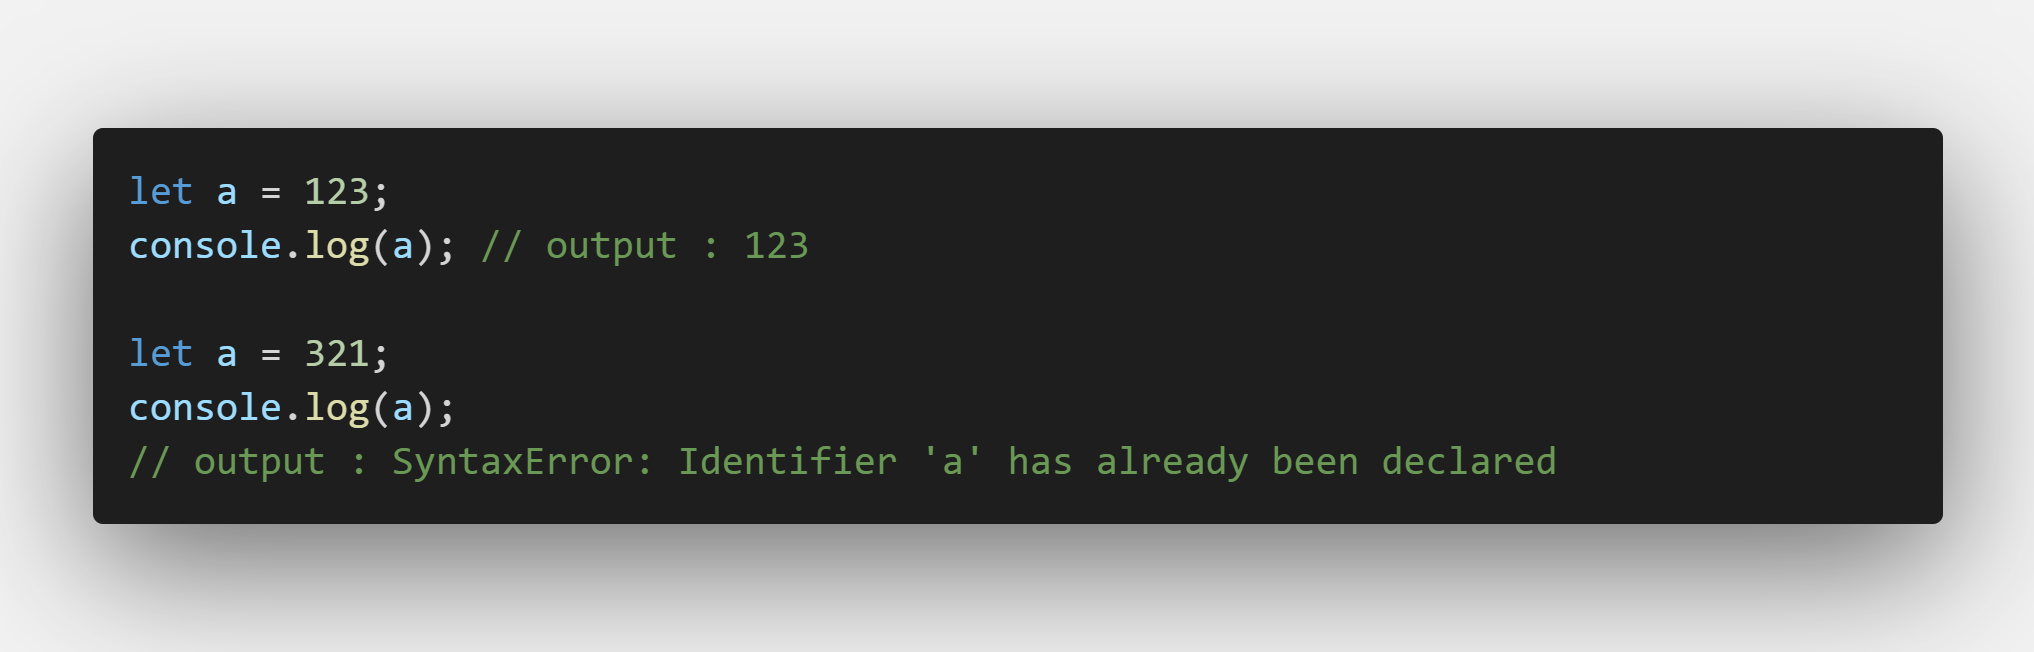 let a = 123;
console.log(a); // output : 123
let a = 321;
console.log(a);
// output : SyntaxError: Identifier 'a' has already been declared